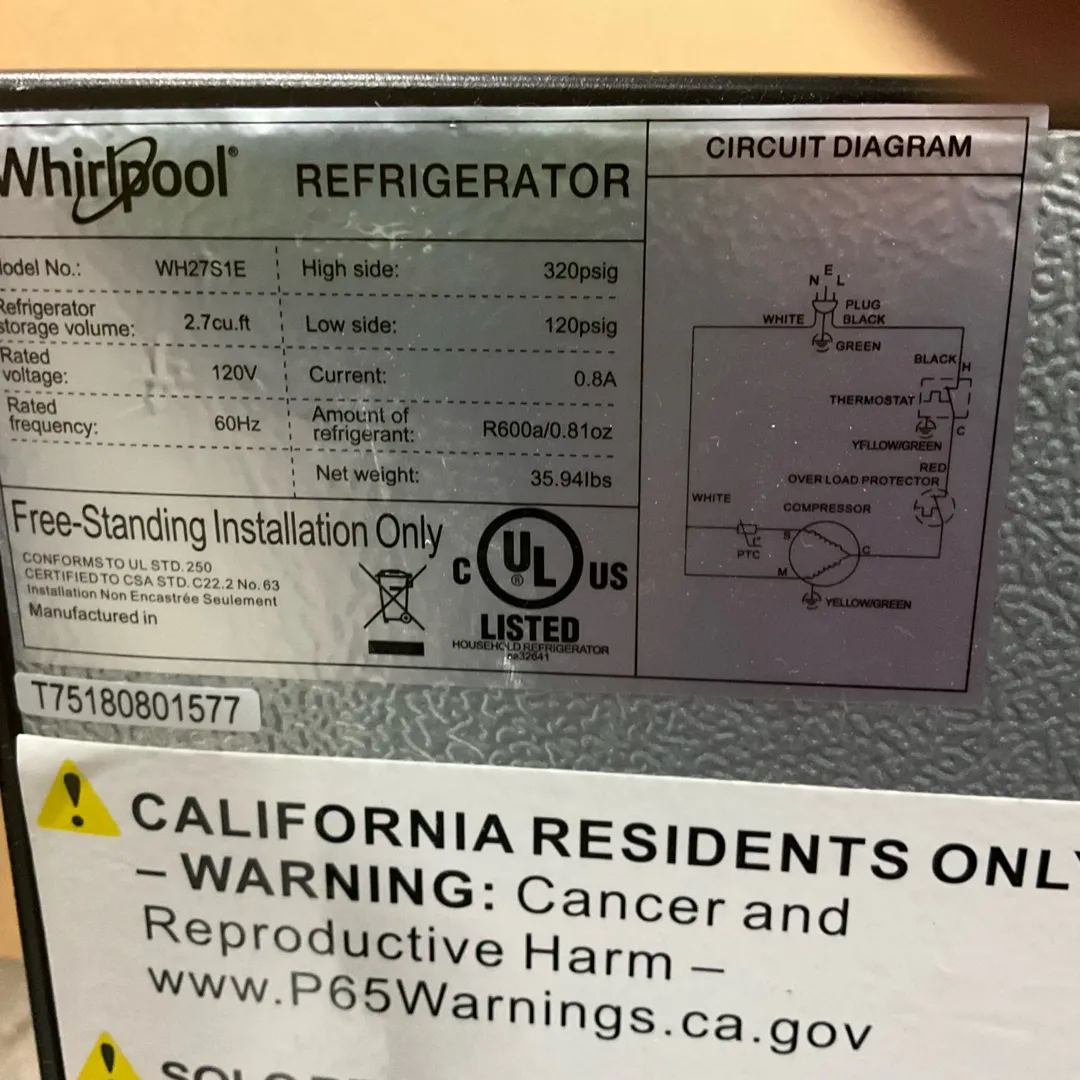 Whirlpool® REFRIGERATOR
odel No.: WH27S1E
High side: 320psig
Refrigerator
storage volume: 2.7cu.ft
Low side: 120psig
Rated
voltage: 120V
Current: 0.8A
Rated
frequency: 60Hz
Amount of
refrigerant: R600a/0.81oz
Net weight: 35.94lbs
Free-Standing Installation Only
CONFORMS TO UL STD. 250
CERTIFIED TO CSA STD. C22.2 No. 63
Installation Non Encastrée Seulement
Manufactured in
C UL® US
LISTED
HOUSEHOLD REFRIGERATOR
32641
CIRCUIT DIAGRAM
N E L
PLUG
WHITE BLACK
GREEN
BLACK H
THERMOSTAT
C
YELLOW/GREEN
RED
OVER LOAD PROTECTOR
WHITE
COMPRESSOR
S
PTC
C
M
YELLOW/GREEN
T75180801577
CALIFORNIA RESIDENTS ONLY
– WARNING: Cancer and
Reproductive Harm –
www.P65Warnings.ca.gov